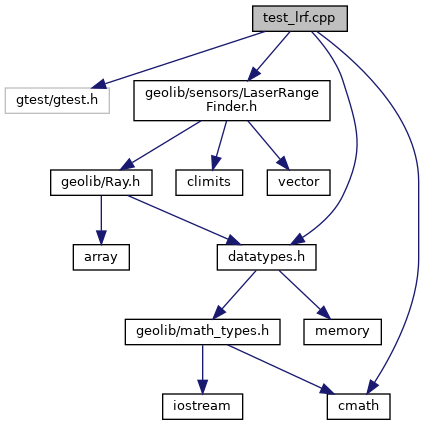 test_lrf.cpp
gtest/gtest.h
geolib/sensors/LaserRange
Finder.h
geolib/Ray.h
climits
vector
array
datatypes.h
geolib/math_types.h
memory
iostream
cmath